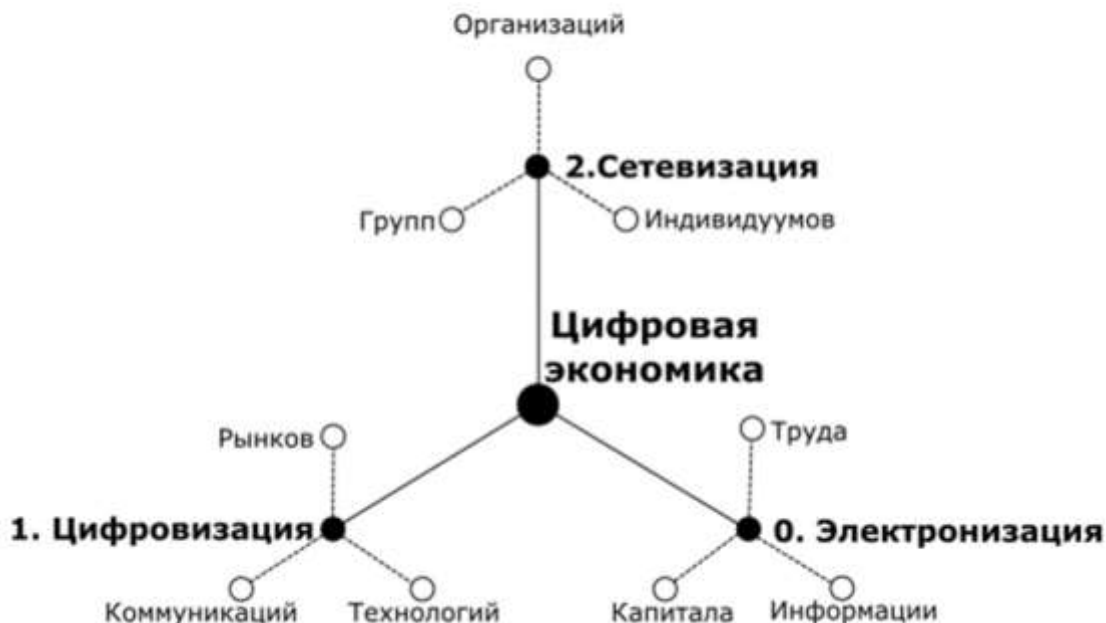 Организаций
2.Сетевизация
Групп
Индивидуумов
Цифровая
экономика
Рынков
Труда
1. Цифровизация
0. Электронизация
Коммуникаций
Технологий
Капитала
Информации